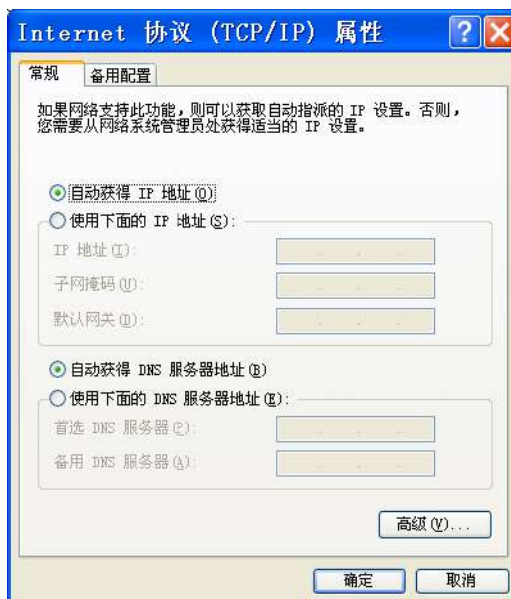 Internet 协议 (TCP/IP) 属性
常规 备用配置
如果网络支持此功能，则可以获取自动指派的 IP 设置。否则，
您需要从网络系统管理员处获得适当的 IP 设置。
自动获得 IP 地址(O)
使用下面的 IP 地址(S):
IP 地址(I):
子网掩码(U):
默认网关(D):
自动获得 DNS 服务器地址(B)
使用下面的 DNS 服务器地址(E):
首选 DNS 服务器(P):
备用 DNS 服务器(A):
高级(V)...
确定 取消